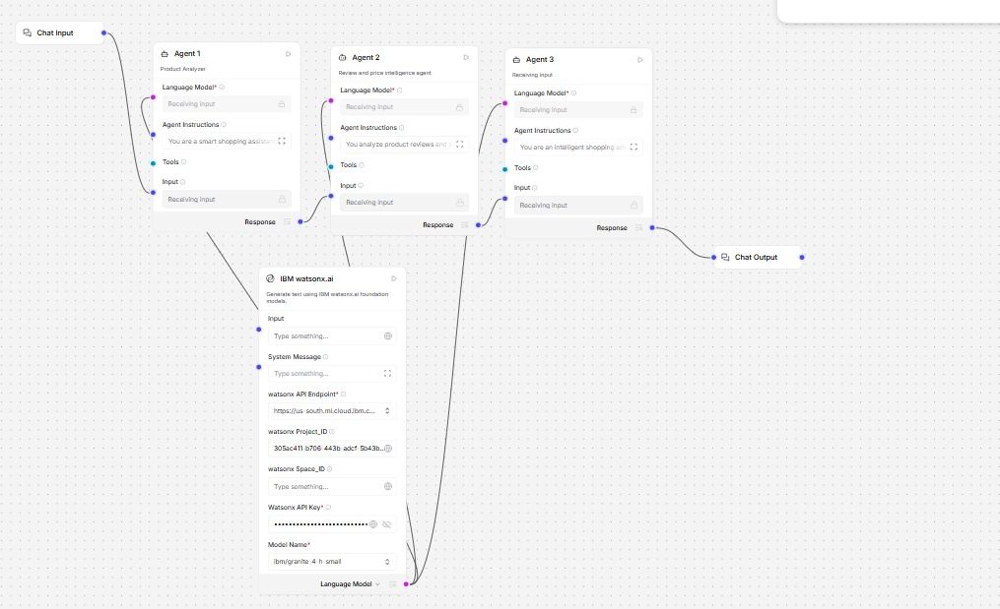 Chat Input
Agent 1
Product Analyzer
Language Model*
Receiving input
Agent Instructions
You are a smart shopping assistan
Tools
Input
Receiving input
Response
Agent 2
Review and price intelligence agent
Language Model*
Receiving input
Agent Instructions
You analyze product reviews and p
Tools
Input
Receiving input
Response
Agent 3
Receiving input
Language Model*
Receiving input
Agent Instructions
You are an intelligent shopping adv
Tools
Input
Receiving input
Response
Chat Output
IBM watsonx.ai
Generate text using IBM watsonx.ai foundation
models.
Input
Type something...
System Message
Type something...
watsonx API Endpoint*
https://us-south.ml.cloud.ibm.c...
watsonx Project_ID
305ac411-b706-443b-adcf-5b43b...
watsonx Space_ID
Type something...
Watsonx API Key*
Model Name*
ibm/granite-4-h-small
Language Model